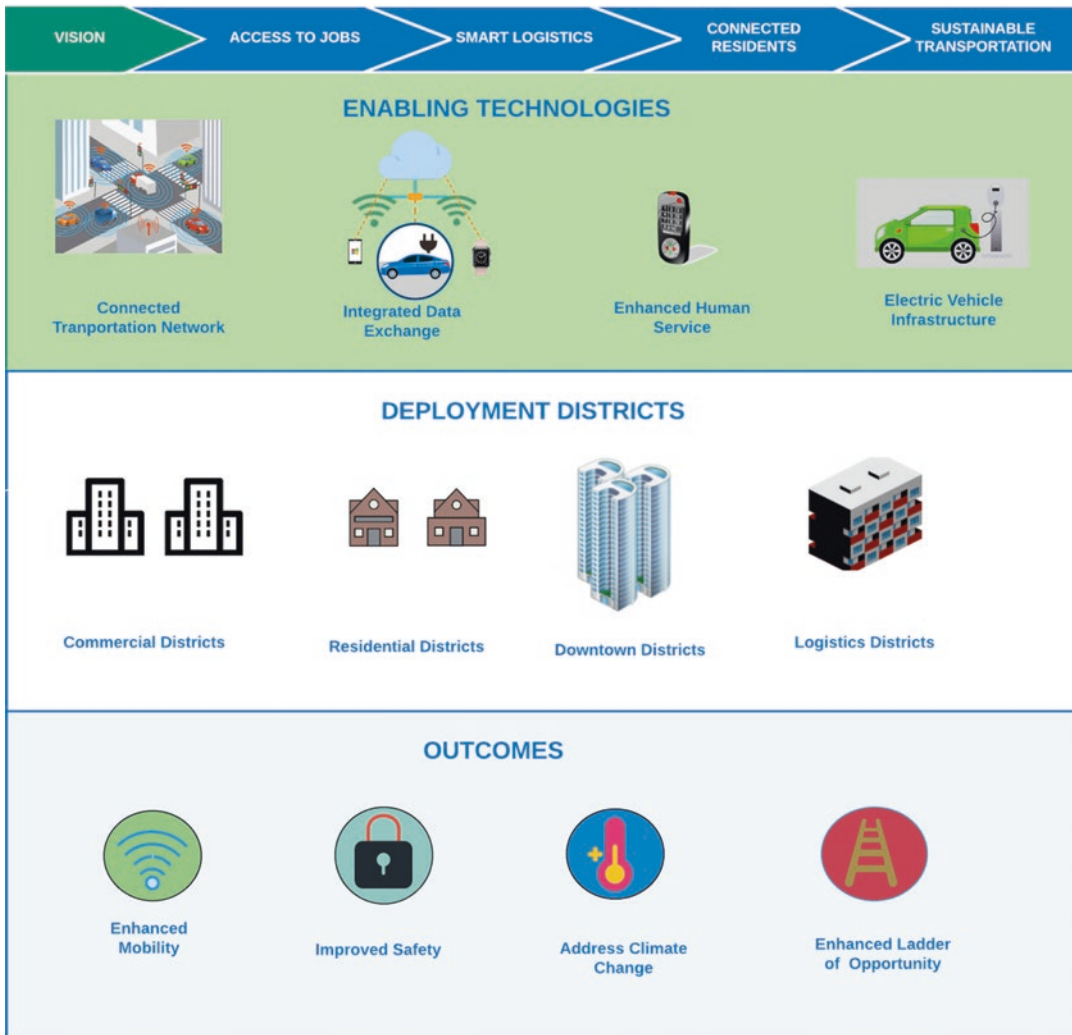 VISION
ACCESS TO JOBS
SMART LOGISTICS
CONNECTED
RESIDENTS
SUSTAINABLE
TRANSPORTATION
ENABLING TECHNOLOGIES
Connected
Tranportation Network
Integrated Data
Exchange
Enhanced Human
Service
Electric Vehicle
Infrastructure
DEPLOYMENT DISTRICTS
Commercial Districts
Residential Districts
Downtown Districts
Logistics Districts
OUTCOMES
Enhanced
Mobility
Improved Safety
Address Climate
Change
Enhanced Ladder
of Opportunity